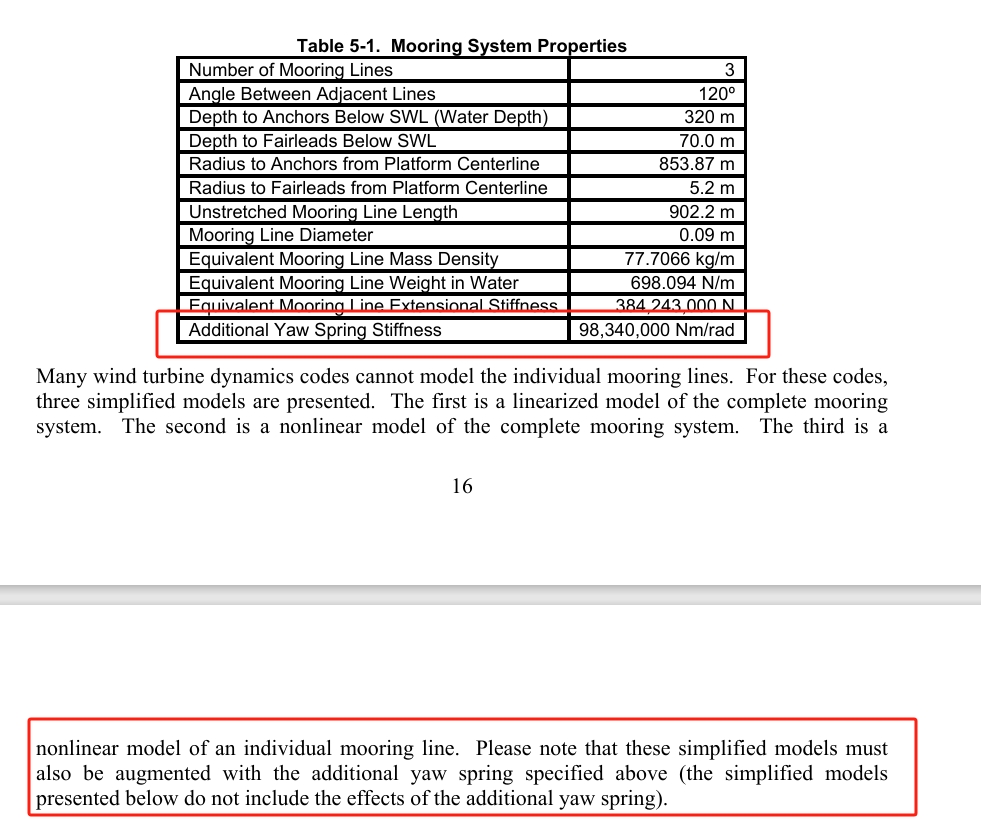 Table 5-1. Mooring System Properties
Number of Mooring Lines 3
Angle Between Adjacent Lines 120º
Depth to Anchors Below SWL (Water Depth) 320 m
Depth to Fairleads Below SWL 70.0 m
Radius to Anchors from Platform Centerline 853.87 m
Radius to Fairleads from Platform Centerline 5.2 m
Unstretched Mooring Line Length 902.2 m
Mooring Line Diameter 0.09 m
Equivalent Mooring Line Mass Density 77.7066 kg/m
Equivalent Mooring Line Weight in Water 698.094 N/m
Equivalent Mooring Line Extensional Stiffness 384,243,000 N
Additional Yaw Spring Stiffness 98,340,000 Nm/rad
Many wind turbine dynamics codes cannot model the individual mooring lines. For these codes,
three simplified models are presented. The first is a linearized model of the complete mooring
system. The second is a nonlinear model of the complete mooring system. The third is a
16
nonlinear model of an individual mooring line. Please note that these simplified models must
also be augmented with the additional yaw spring specified above (the simplified models
presented below do not include the effects of the additional yaw spring).